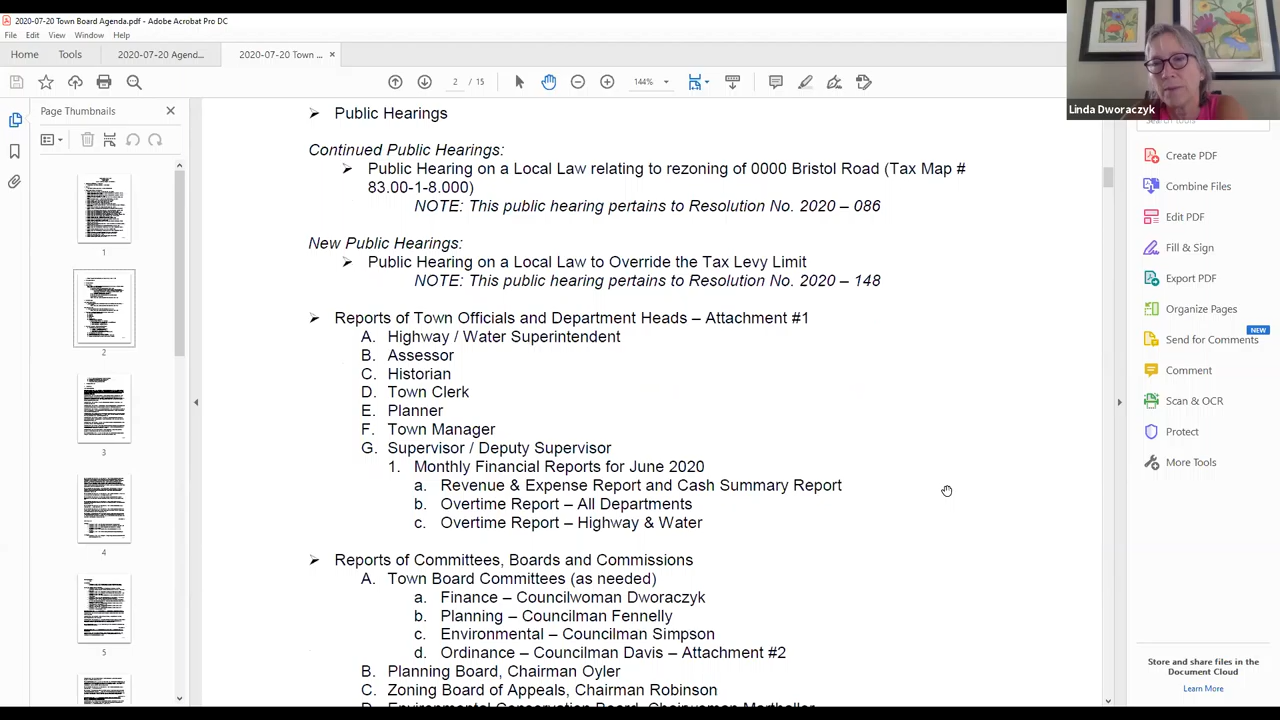 2020-07-20 Town Board Agenda.pdf - Adobe Acrobat Pro DC
File Edit View Window Help
Home Tools 2020-07-20 Agend... 2020-07-20 Town ... ×
2 / 15 144%
Linda Dworaczyk
Page Thumbnails
1
2
3
4
5
➢ Public Hearings
Continued Public Hearings:
➢ Public Hearing on a Local Law relating to rezoning of 0000 Bristol Road (Tax Map #
83.00-1-8.000)
NOTE: This public hearing pertains to Resolution No. 2020 – 086
New Public Hearings:
➢ Public Hearing on a Local Law to Override the Tax Levy Limit
NOTE: This public hearing pertains to Resolution No. 2020 – 148
➢ Reports of Town Officials and Department Heads – Attachment #1
A. Highway / Water Superintendent
B. Assessor
C. Historian
D. Town Clerk
E. Planner
F. Town Manager
G. Supervisor / Deputy Supervisor
1. Monthly Financial Reports for June 2020
a. Revenue & Expense Report and Cash Summary Report
b. Overtime Report – All Departments
c. Overtime Report – Highway & Water
➢ Reports of Committees, Boards and Commissions
A. Town Board Committees (as needed)
a. Finance – Councilwoman Dworaczyk
b. Planning – Councilman Fennelly
c. Environmental – Councilman Simpson
d. Ordinance – Councilman Davis – Attachment #2
B. Planning Board, Chairman Oyler
C. Zoning Board of Appeals, Chairman Robinson
Search tools
Create PDF
Combine Files
Edit PDF
Fill & Sign
Export PDF
Organize Pages
NEW
Send for Comments
Comment
Scan & OCR
Protect
More Tools
Store and share files in the
Document Cloud
Learn More